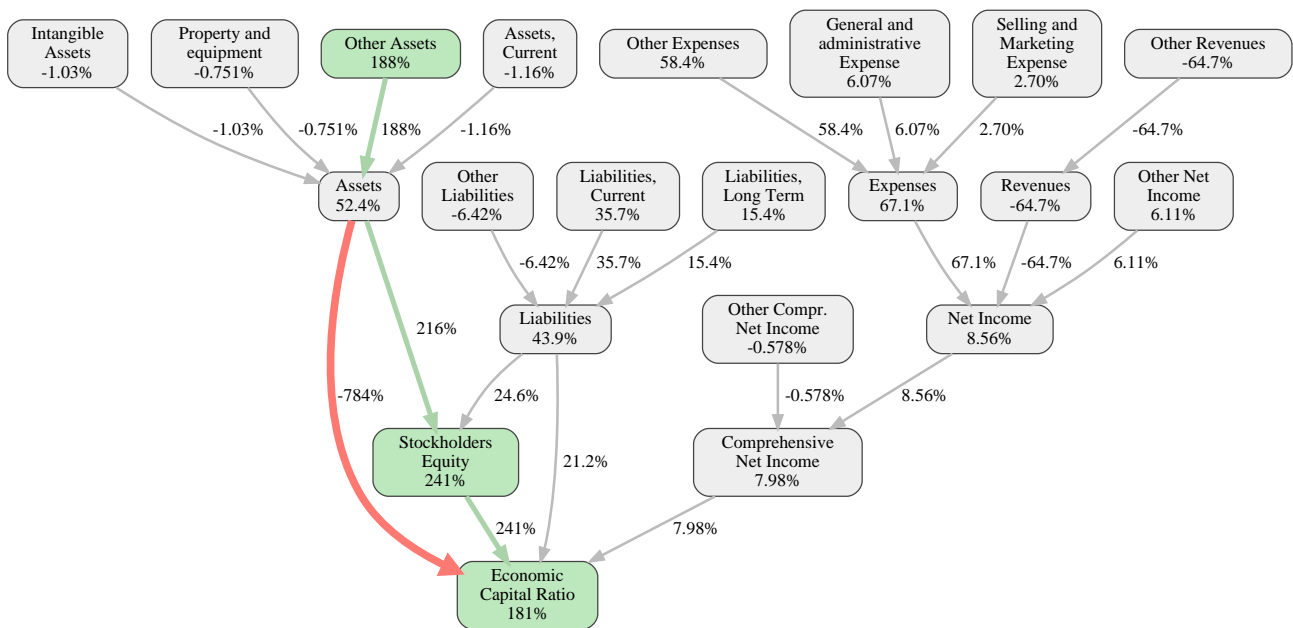 Intangible
Assets
-1.03%
Property and
equipment
-0.751%
Other Assets
188%
Assets,
Current
-1.16%
Other Expenses
58.4%
General and
administrative
Expense
6.07%
Selling and
Marketing
Expense
2.70%
Other Revenues
-64.7%
-1.03%
-0.751%
188%
-1.16%
58.4%
6.07%
2.70%
-64.7%
Assets
52.4%
Other
Liabilities
-6.42%
Liabilities,
Current
35.7%
Liabilities,
Long Term
15.4%
Expenses
67.1%
Revenues
-64.7%
Other Net
Income
6.11%
-6.42%
35.7%
15.4%
67.1%
-64.7%
6.11%
216%
Liabilities
43.9%
Other Compr.
Net Income
-0.578%
Net Income
8.56%
-784%
24.6%
-0.578%
8.56%
Stockholders
Equity
241%
21.2%
Comprehensive
Net Income
7.98%
241%
7.98%
Economic
Capital Ratio
181%